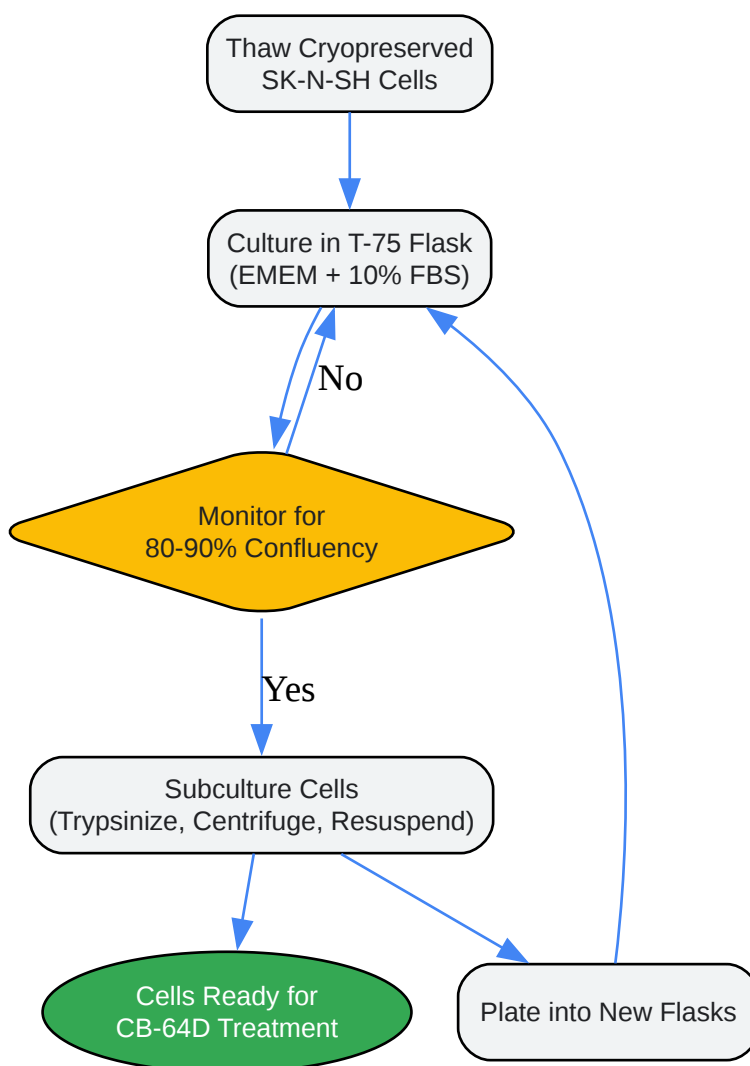 Thaw Cryopreserved
SK-N-SH Cells
Culture in T-75 Flask
(EMEM + 10% FBS)
No
Monitor for
80-90% Confluency
Yes
Subculture Cells
(Trypsinize, Centrifuge, Resuspend)
Cells Ready for
CB-64D Treatment
Plate into New Flasks